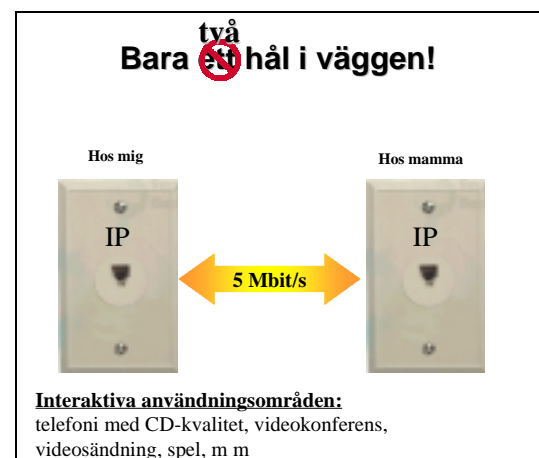 två
Bara ett hål i väggen!
Hos mig
Hos mamma
IP
IP
5 Mbit/s
Interaktiva användningsområden:
telefoni med CD-kvalitet, videokonferens,
videosändning, spel, m m